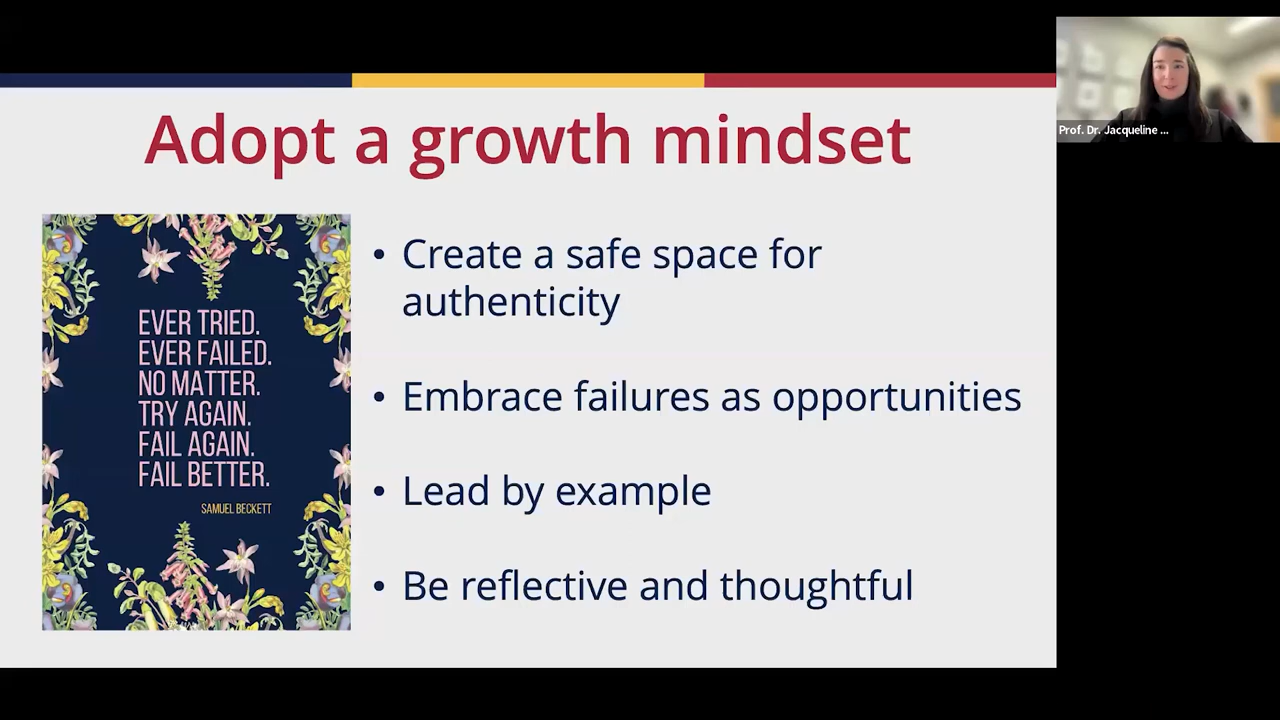 Adopt a growth mindset
EVER TRIED.
EVER FAILED.
NO MATTER.
TRY AGAIN.
FAIL AGAIN.
FAIL BETTER.
SAMUEL BECKETT
• Create a safe space for
authenticity
• Embrace failures as opportunities
• Lead by example
• Be reflective and thoughtful
Prof. Dr. Jacqueline ...